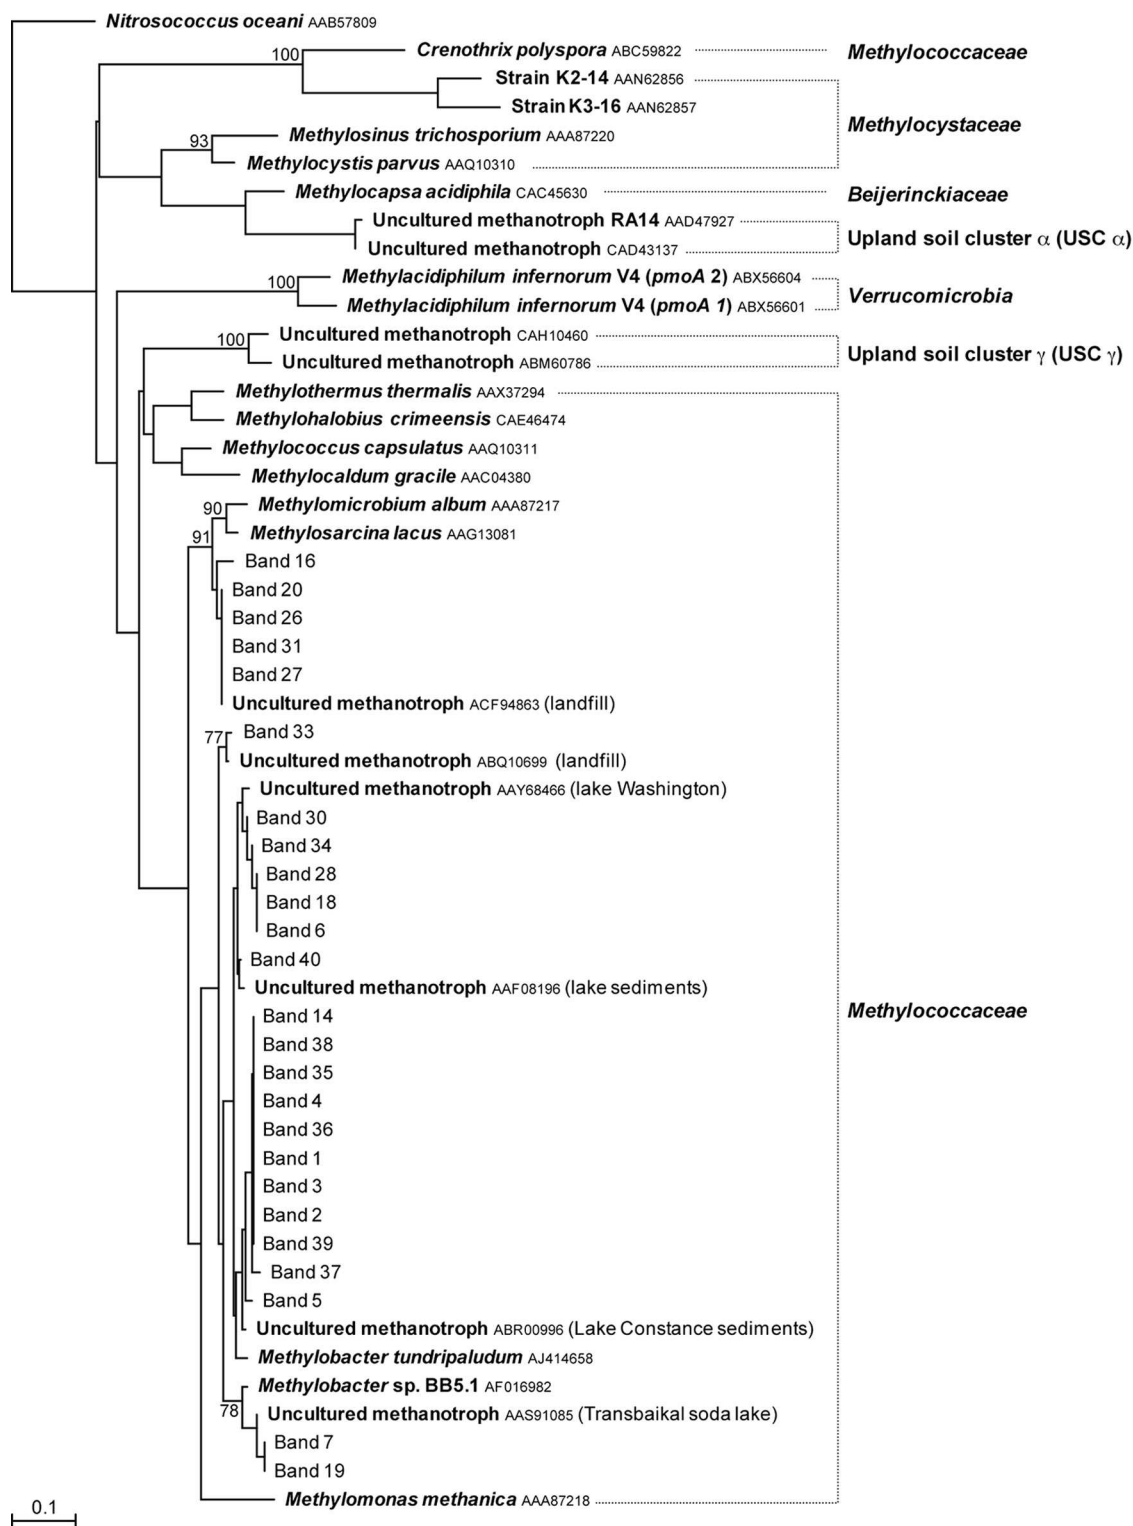 Nitrosococcus oceani AAB57809
100 Crenothrix polyspora ABC59822 Methylococcaceae
Strain K2-14 AAN62856
Strain K3-16 AAN62857
Methylocystaceae
93 Methylosinus trichosporium AAA87220
Methylocystis parvus AAQ10310
Methylocapsa acidiphila CAC45630 Beijerinckiaceae
Uncultured methanotroph RA14 AAD47927
Upland soil cluster α (USC α)
Uncultured methanotroph CAD43137
100 Methylacidiphilum infernorum V4 (pmoA 2) ABX56604
Verrucomicrobia
Methylacidiphilum infernorum V4 (pmoA 1) ABX56601
100 Uncultured methanotroph CAH10460
Upland soil cluster γ (USC γ)
Uncultured methanotroph ABM60786
Methylothermus thermalis AAX37294
Methylohalobius crimeensis CAE46474
Methylococcus capsulatus AAQ10311
Methylocaldum gracile AAC04380
90 Methylomicrobium album AAA87217
91 Methylosarcina lacus AAG13081
Band 16
Band 20
Band 26
Band 31
Band 27
Uncultured methanotroph ACF94863 (landfill)
77 Band 33
Uncultured methanotroph ABQ10699 (landfill)
Uncultured methanotroph AAY68466 (lake Washington)
Band 30
Band 34
Band 28
Band 18
Band 6
Band 40
Uncultured methanotroph AAF08196 (lake sediments)
Methylococcaceae
Band 14
Band 38
Band 35
Band 4
Band 36
Band 1
Band 3
Band 2
Band 39
Band 37
Band 5
Uncultured methanotroph ABR00996 (Lake Constance sediments)
Methylobacter tundripaludum AJ414658
Methylobacter sp. BB5.1 AF016982
78 Uncultured methanotroph AAS91085 (Transbaikal soda lake)
Band 7
Band 19
Methylomonas methanica AAA87218
0.1